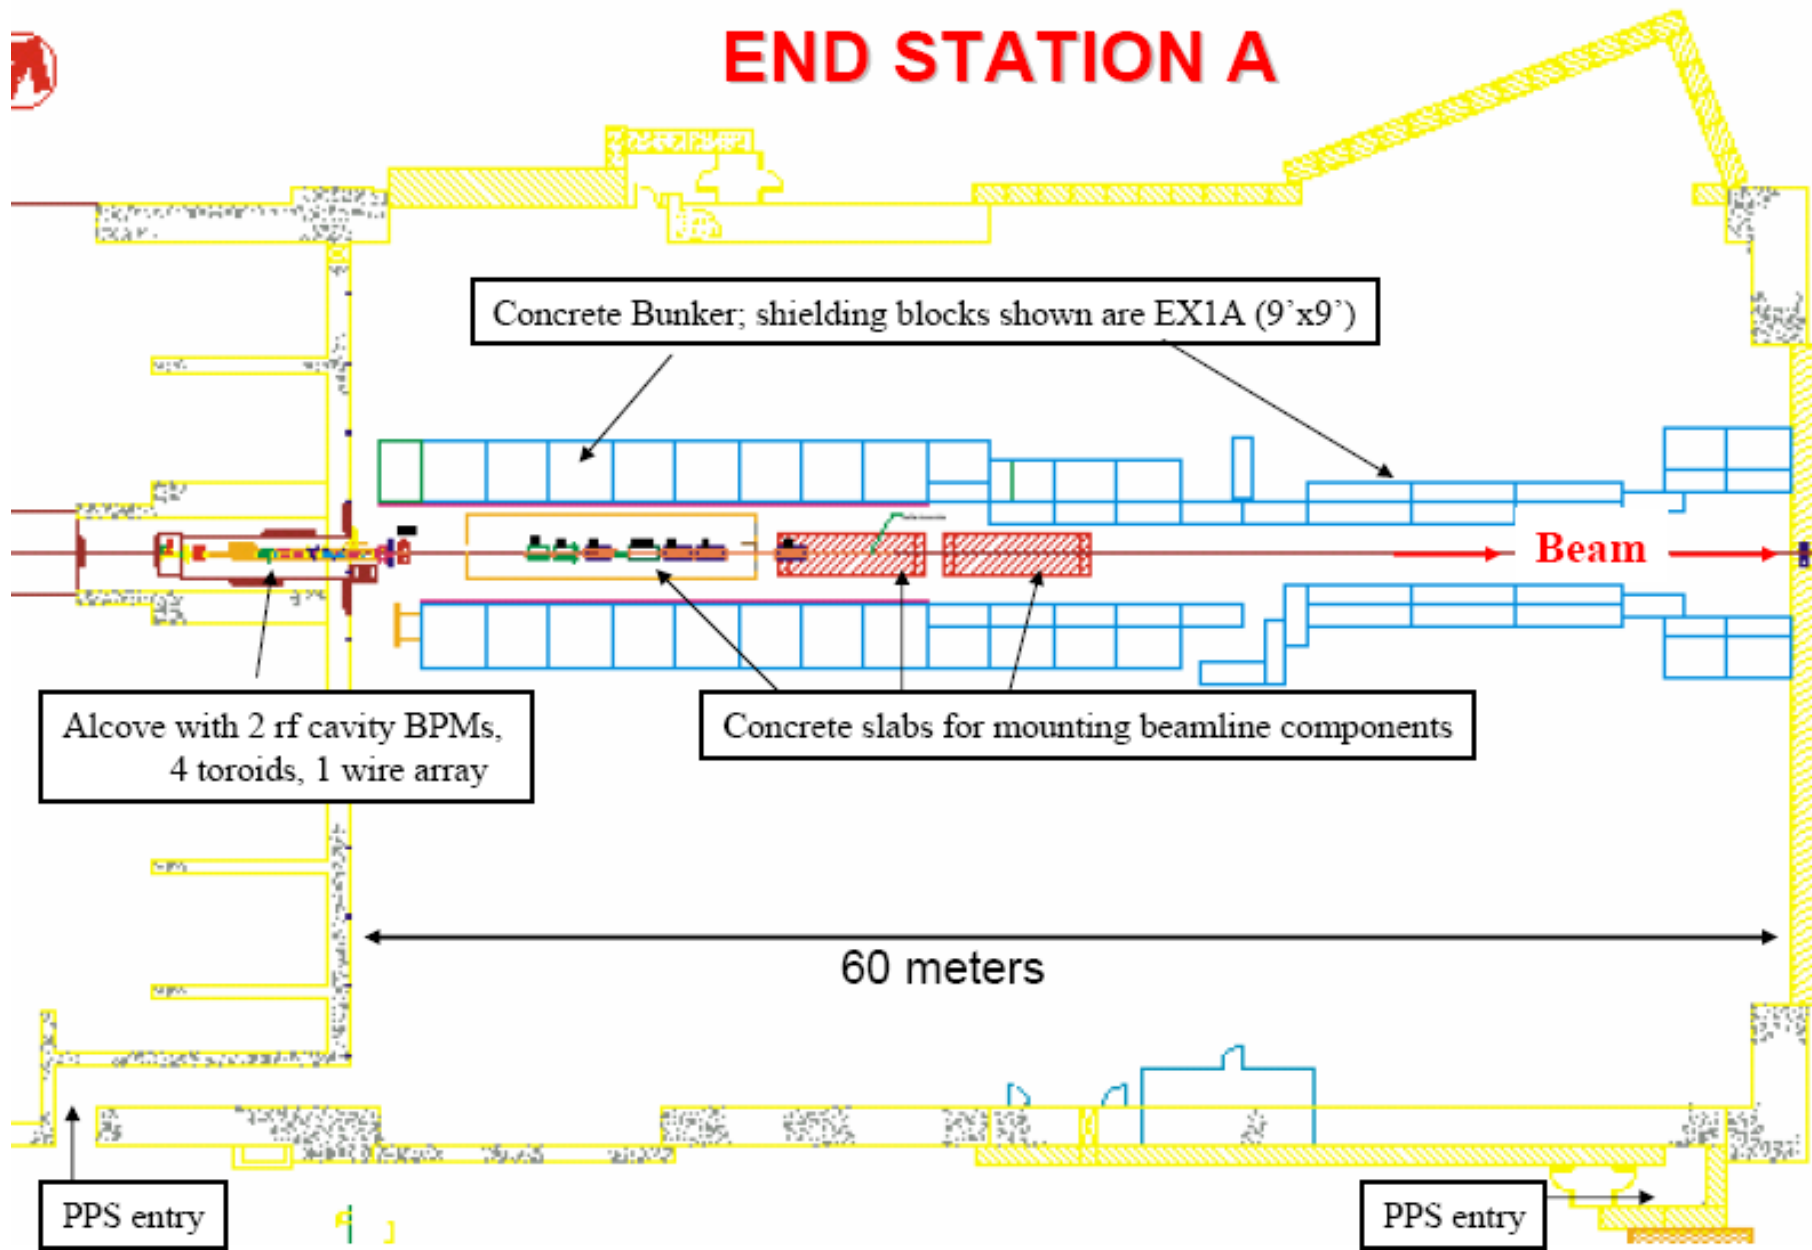 END STATION A
Concrete Bunker; shielding blocks shown are EX1A (9’x9’)
Beam
Alcove with 2 rf cavity BPMs,
4 toroids, 1 wire array
Concrete slabs for mounting beamline components
60 meters
PPS entry
PPS entry